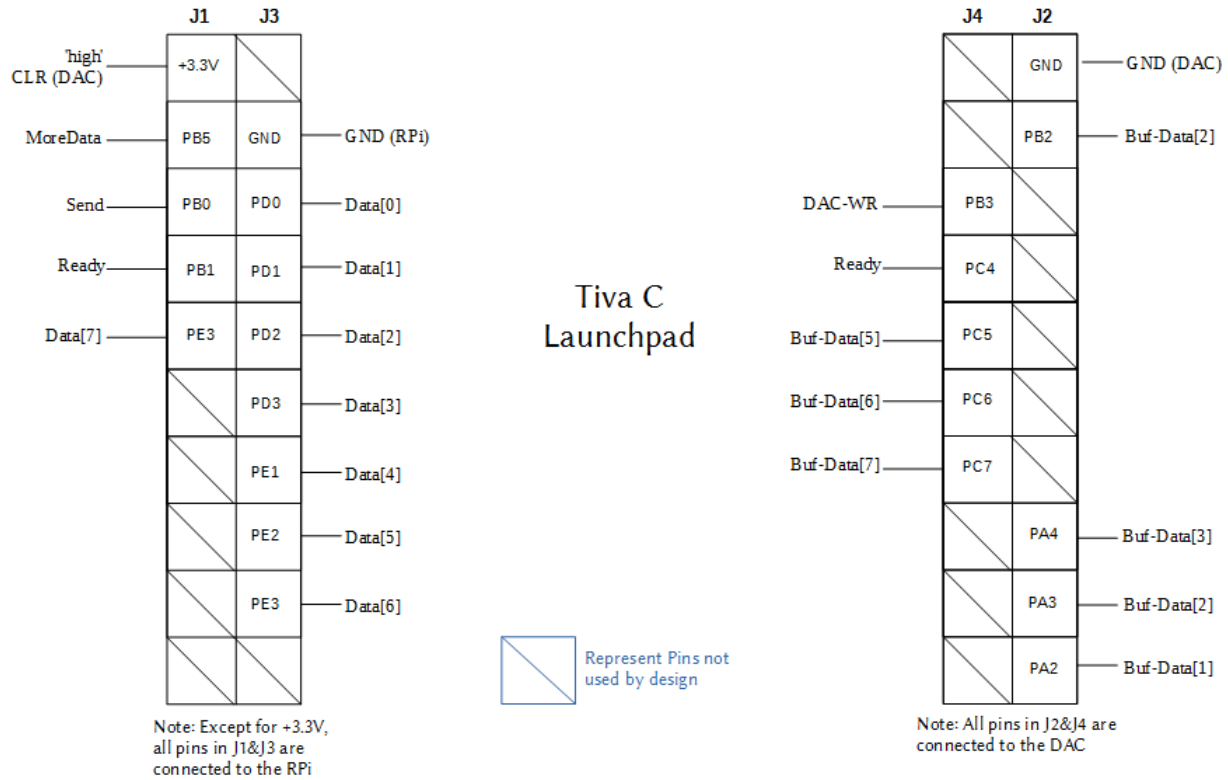 J1 J3
'high'
CLR (DAC)
+3.3V
MoreData PB5 GND GND (RPi)
Send PB0 PD0 Data[0]
Ready PB1 PD1 Data[1]
Data[7] PE3 PD2 Data[2]
PD3 Data[3]
PE1 Data[4]
PE2 Data[5]
PE3 Data[6]
Note: Except for +3.3V,
all pins in J1&J3 are
connected to the RPi
Tiva C
Launchpad
Represent Pins not
used by design
J4 J2
GND GND (DAC)
PB2 Buf-Data[2]
DAC-WR PB3
Ready PC4
Buf-Data[5] PC5
Buf-Data[6] PC6
Buf-Data[7] PC7
PA4 Buf-Data[3]
PA3 Buf-Data[2]
PA2 Buf-Data[1]
Note: All pins in J2&J4 are
connected to the DAC